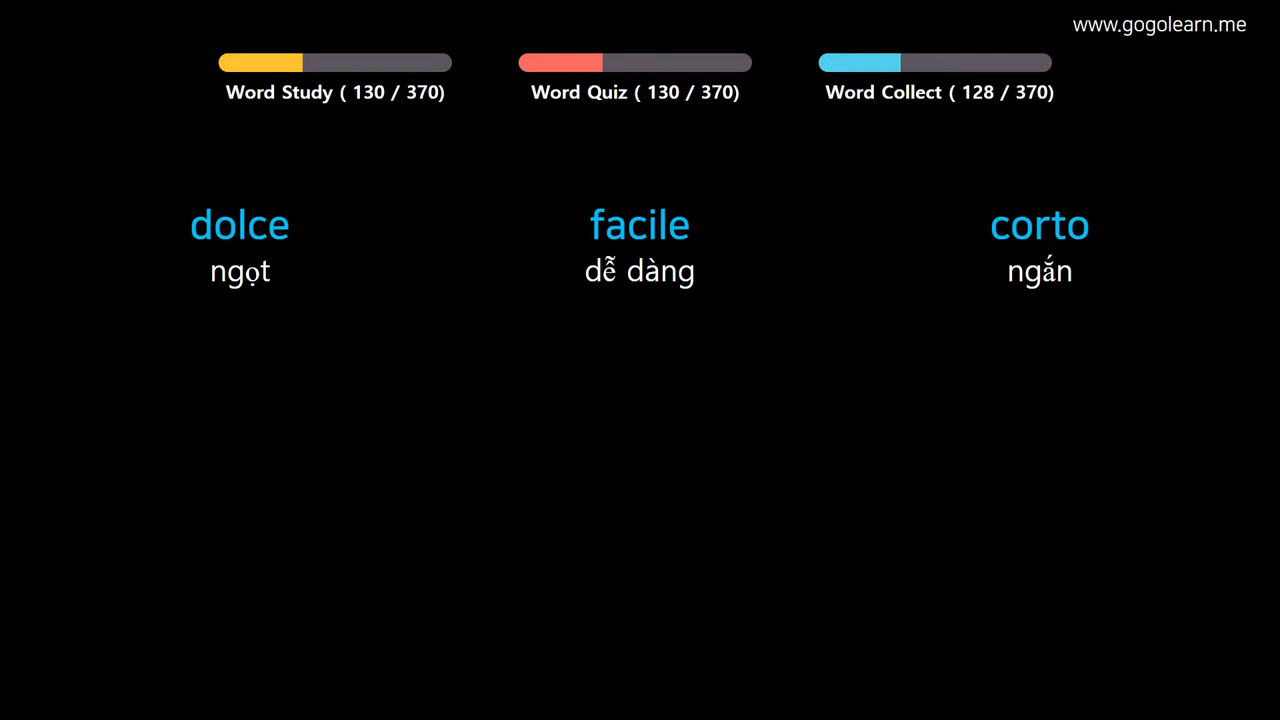 www.gogolearn.me
Word Study ( 130 / 370)
Word Quiz ( 130 / 370)
Word Collect ( 128 / 370)
dolce
ngọt
facile
dễ dàng
corto
ngắn